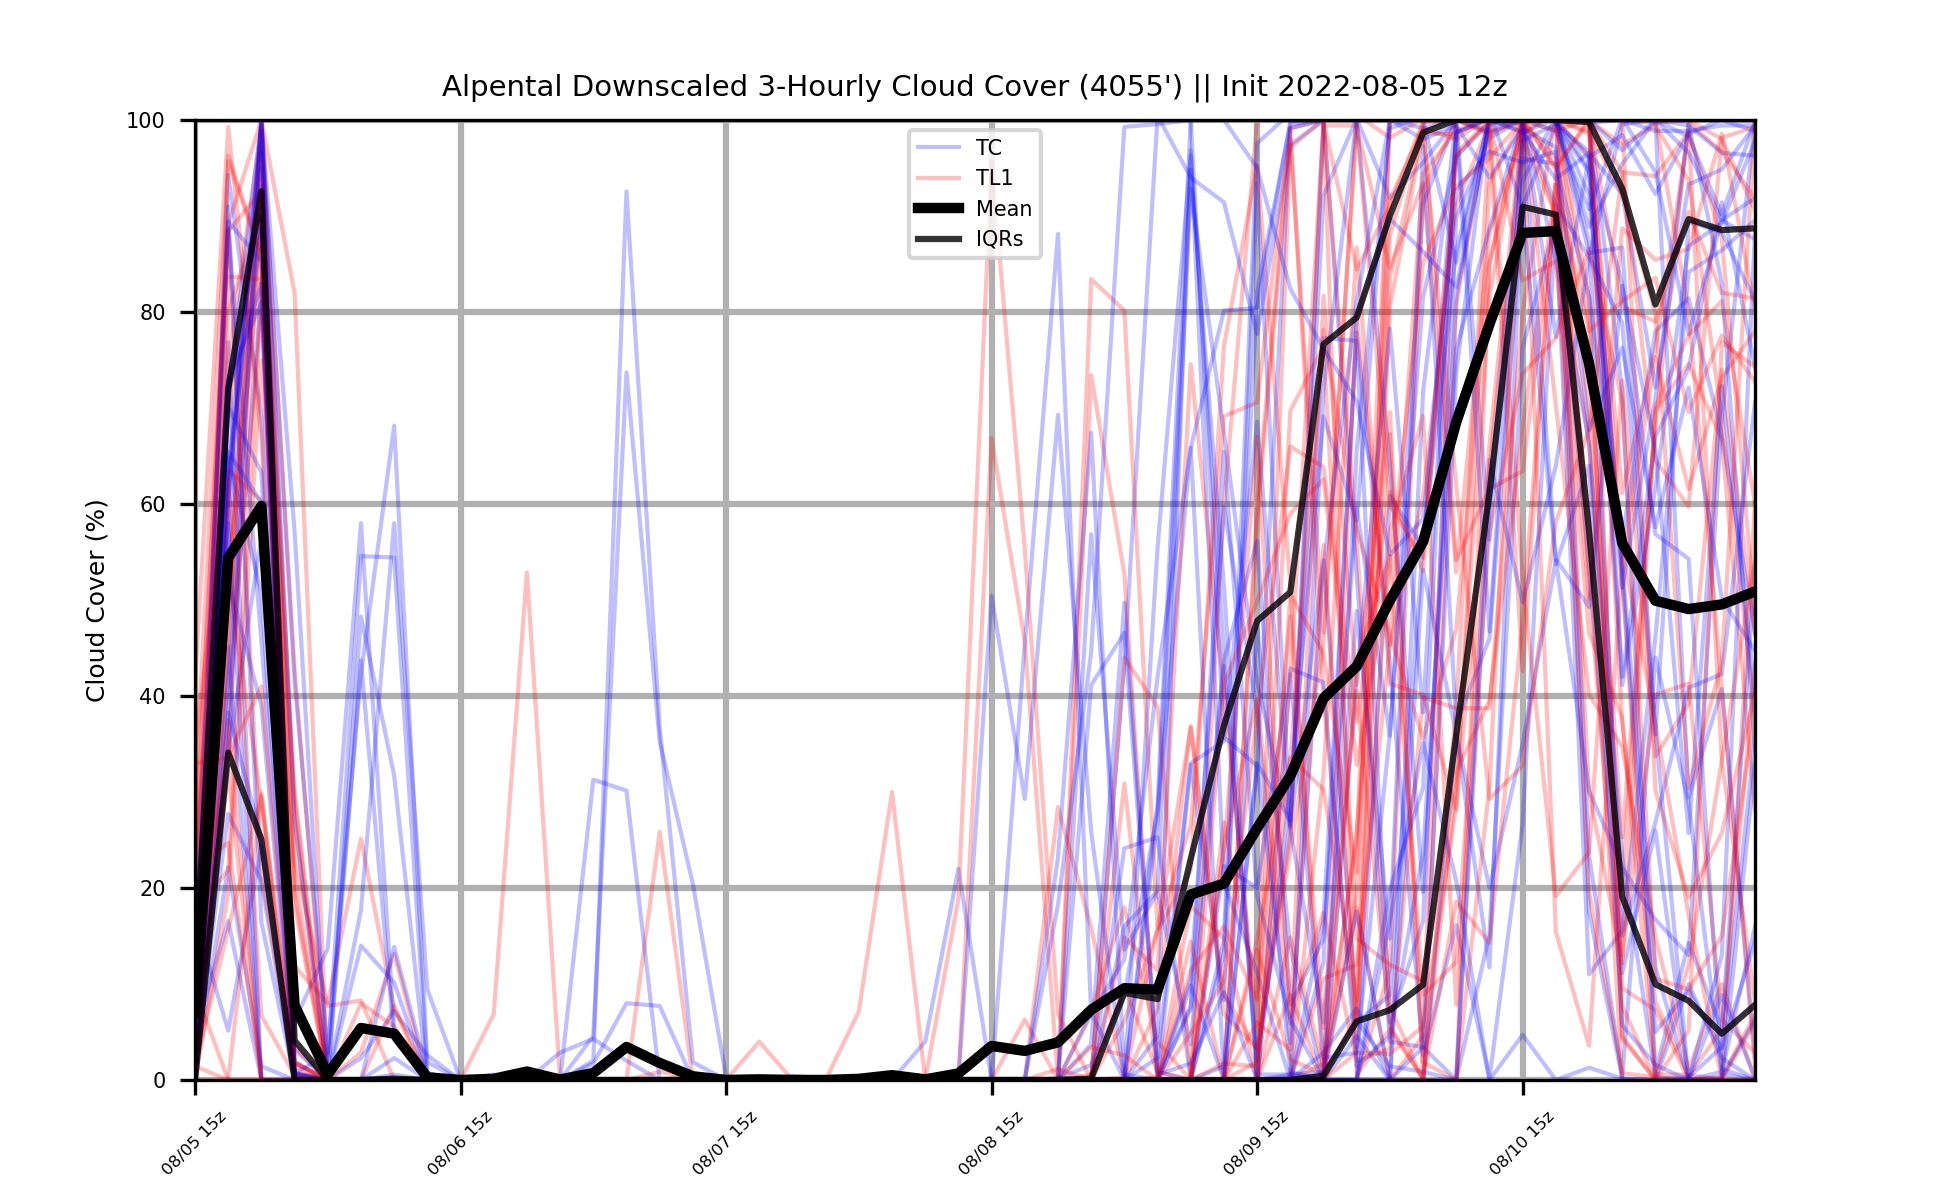 Alpental Downscaled 3-Hourly Cloud Cover (4055') || Init 2022-08-05 12z
100
80
60
40
20
0
Cloud Cover (%)
TC
TL1
Mean
IQRs
08/05 15z
08/06 15z
08/07 15z
08/08 15z
08/09 15z
08/10 15z